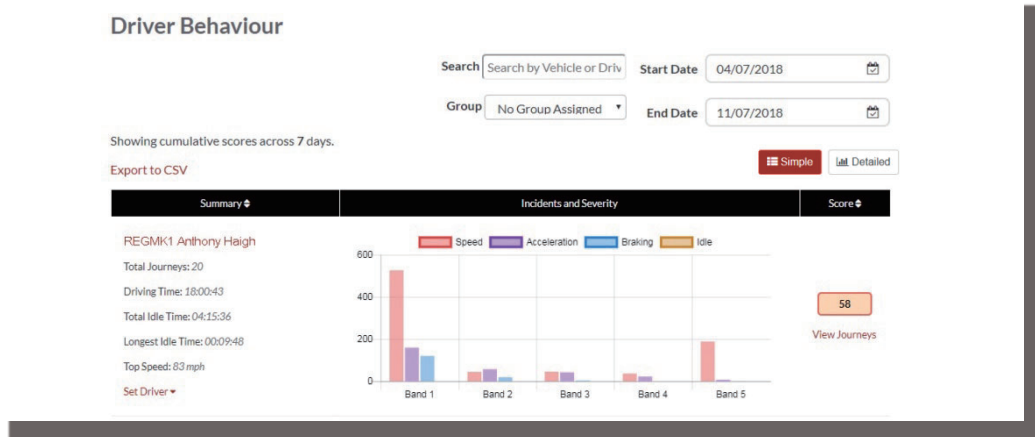 Driver Behaviour
Search Search by Vehicle or Driv Start Date 04/07/2018
Group No Group Assigned End Date 11/07/2018
Showing cumulative scores across 7 days.
Export to CSV
Simple Detailed
Summary Incidents and Severity Score
REGMK1 Anthony Haigh
Total Journeys: 20
Driving Time: 18:00:43
Total Idle Time: 04:15:36
Longest Idle Time: 00:09:48
Top Speed: 83 mph
Set Driver
Speed Acceleration Braking Idle
600
400
200
0
Band 1 Band 2 Band 3 Band 4 Band 5
58
View Journeys